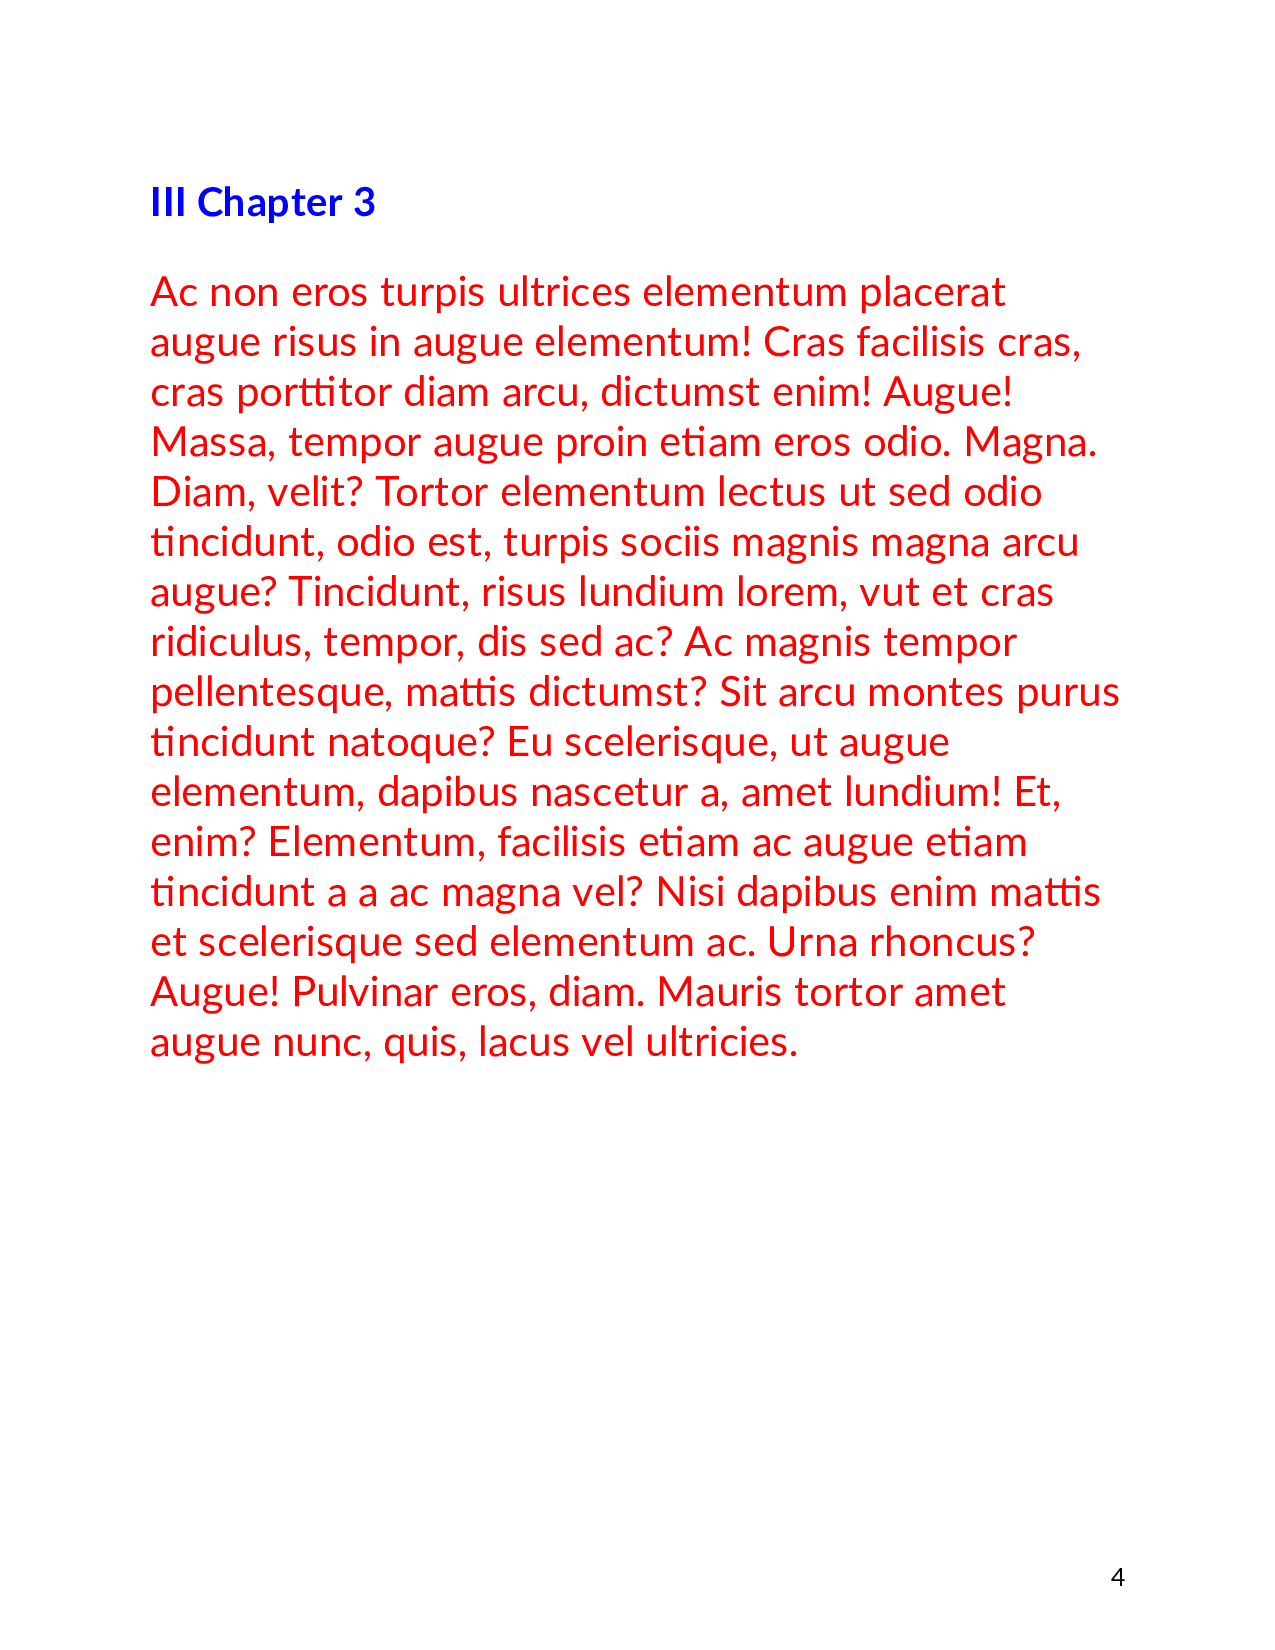 III Chapter 3
Ac non eros turpis ultrices elementum placerat
augue risus in augue elementum! Cras facilisis cras,
cras porttitor diam arcu, dictumst enim! Augue!
Massa, tempor augue proin etiam eros odio. Magna.
Diam, velit? Tortor elementum lectus ut sed odio
tincidunt, odio est, turpis sociis magnis magna arcu
augue? Tincidunt, risus lundium lorem, vut et cras
ridiculus, tempor, dis sed ac? Ac magnis tempor
pellentesque, mattis dictumst? Sit arcu montes purus
tincidunt natoque? Eu scelerisque, ut augue
elementum, dapibus nascetur a, amet lundium! Et,
enim? Elementum, facilisis etiam ac augue etiam
tincidunt a a ac magna vel? Nisi dapibus enim mattis
et scelerisque sed elementum ac. Urna rhoncus?
Augue! Pulvinar eros, diam. Mauris tortor amet
augue nunc, quis, lacus vel ultricies.
4